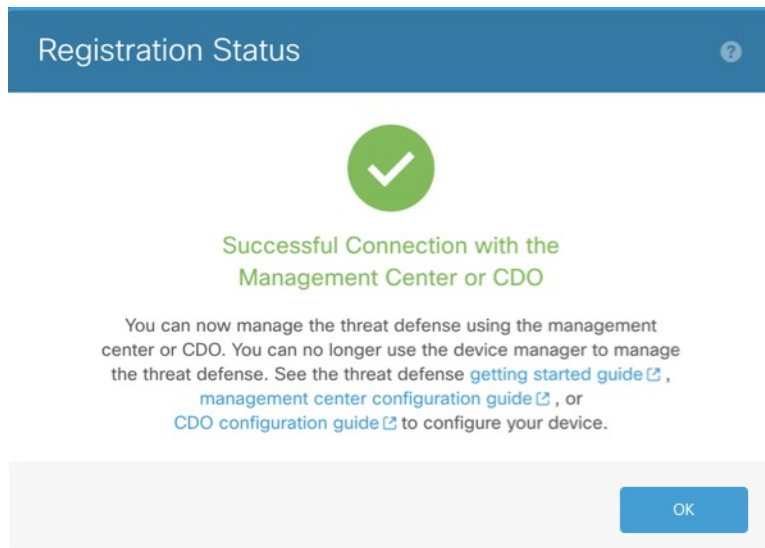 Registration Status
Successful Connection with the
Management Center or CDO
You can now manage the threat defense using the management
center or CDO. You can no longer use the device manager to manage
the threat defense. See the threat defense getting started guide ,
management center configuration guide , or
CDO configuration guide to configure your device.
OK